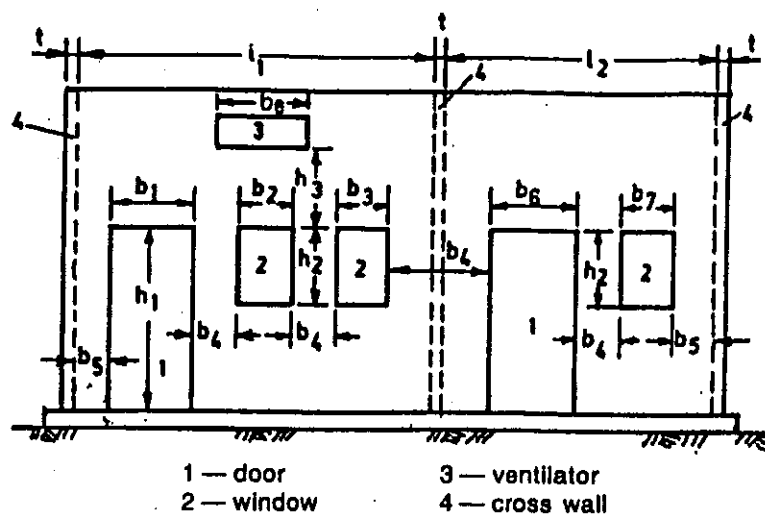 t l₁ t l₂ t
4 b₈ 4 4
3
b₁ b₂ h₃ b₃ b₆ b₇
h₁ 2 h₂ 2 b₄ h₂ 2
b₅ 1 b₄ b₄ 1 b₄ b₅
1 — door 3 — ventilator
2 — window 4 — cross wall